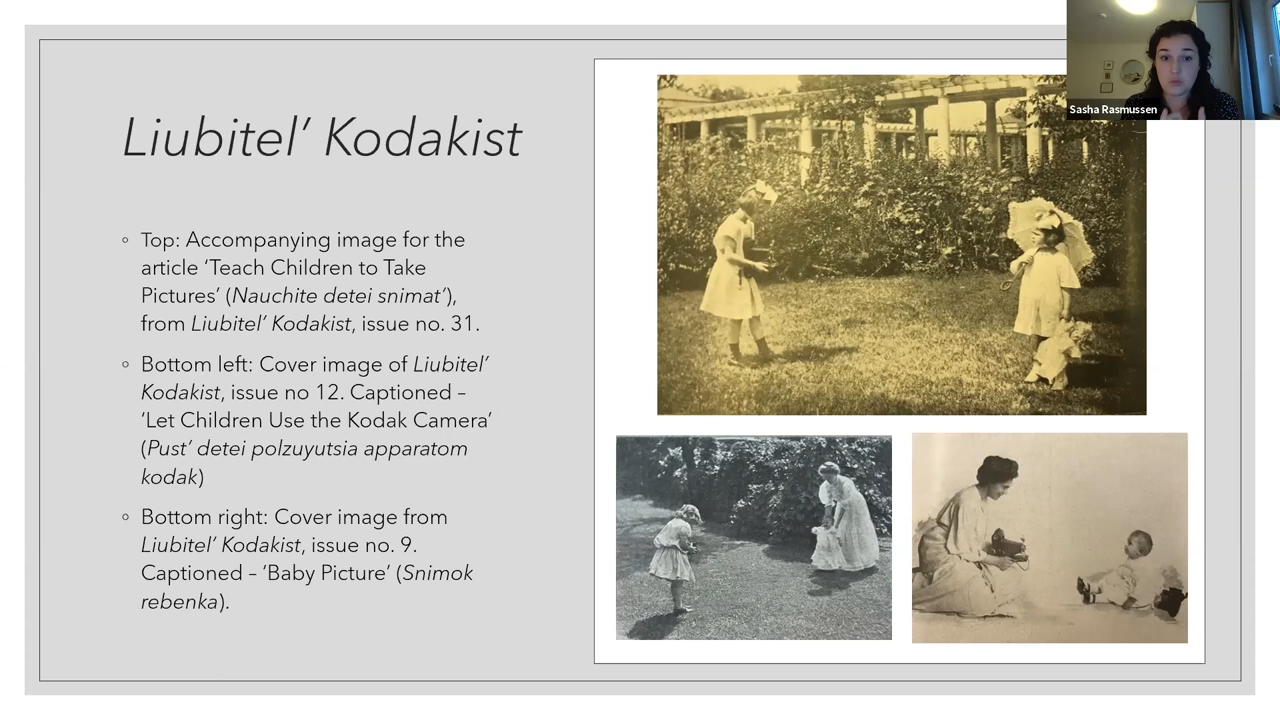 Liubitel’ Kodakist
Sasha Rasmussen
◦ Top: Accompanying image for the
article ‘Teach Children to Take
Pictures’ (Nauchite detei snimat’),
from Liubitel’ Kodakist, issue no. 31.
◦ Bottom left: Cover image of Liubitel’
Kodakist, issue no 12. Captioned –
‘Let Children Use the Kodak Camera’
(Pust’ detei polzuyutsia apparatom
kodak)
◦ Bottom right: Cover image from
Liubitel’ Kodakist, issue no. 9.
Captioned – ‘Baby Picture’ (Snimok
rebenka).